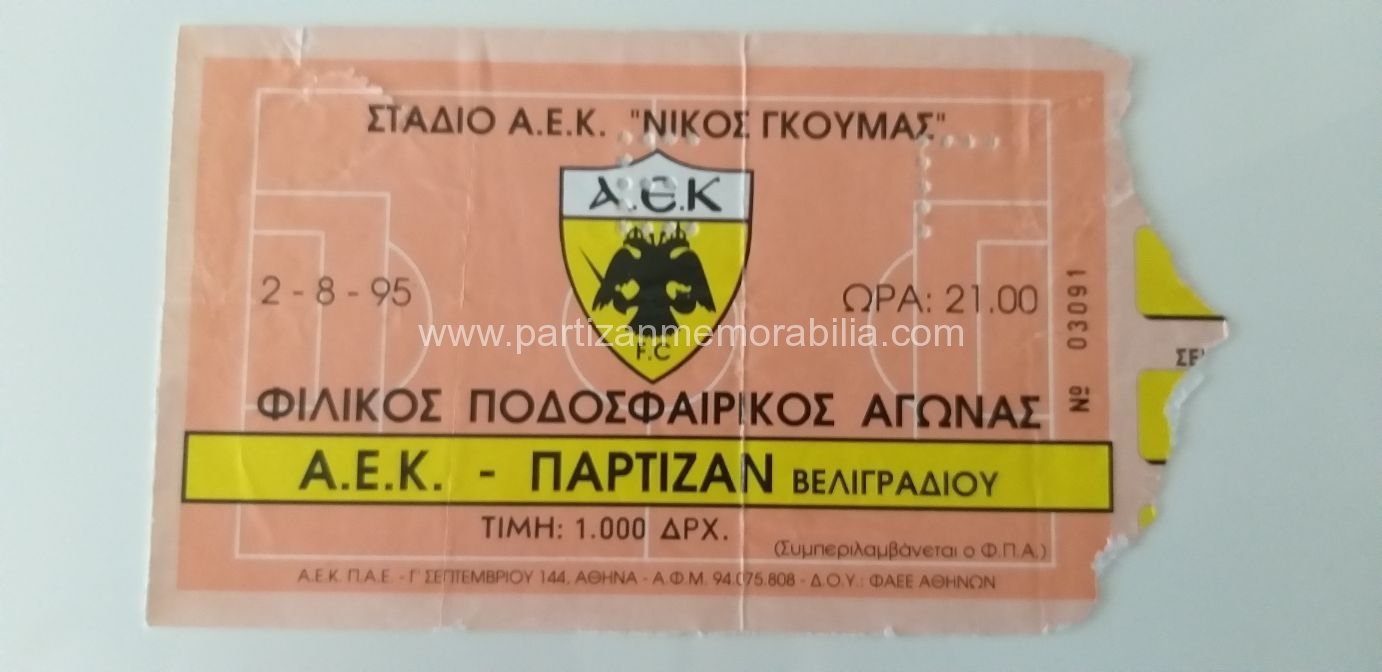 ΣΤΑΔΙΟ Α.Ε.Κ. "ΝΙΚΟΣ ΓΚΟΥΜΑΣ"
Α.Ε.Κ
2 - 8 - 95
ΩΡΑ: 21.00
www.partizanmemorabilia.com
F.C
Nº 03091
ΦΙΛΙΚΟΣ ΠΟΔΟΣΦΑΙΡΙΚΟΣ ΑΓΩΝΑΣ
Α.Ε.Κ. - ΠΑΡΤΙΖΑΝ ΒΕΛΙΓΡΑΔΙΟΥ
ΤΙΜΗ: 1.000 ΔΡΧ.
(Συμπεριλαμβάνεται ο Φ.Π.Α.)
Α.Ε.Κ. Π.Α.Ε. - Γ' ΣΕΠΤΕΜΒΡΙΟΥ 144, ΑΘΗΝΑ - Α.Φ.Μ. 94.075.808 - Δ.Ο.Υ.: ΦΑΕΕ ΑΘΗΝΩΝ